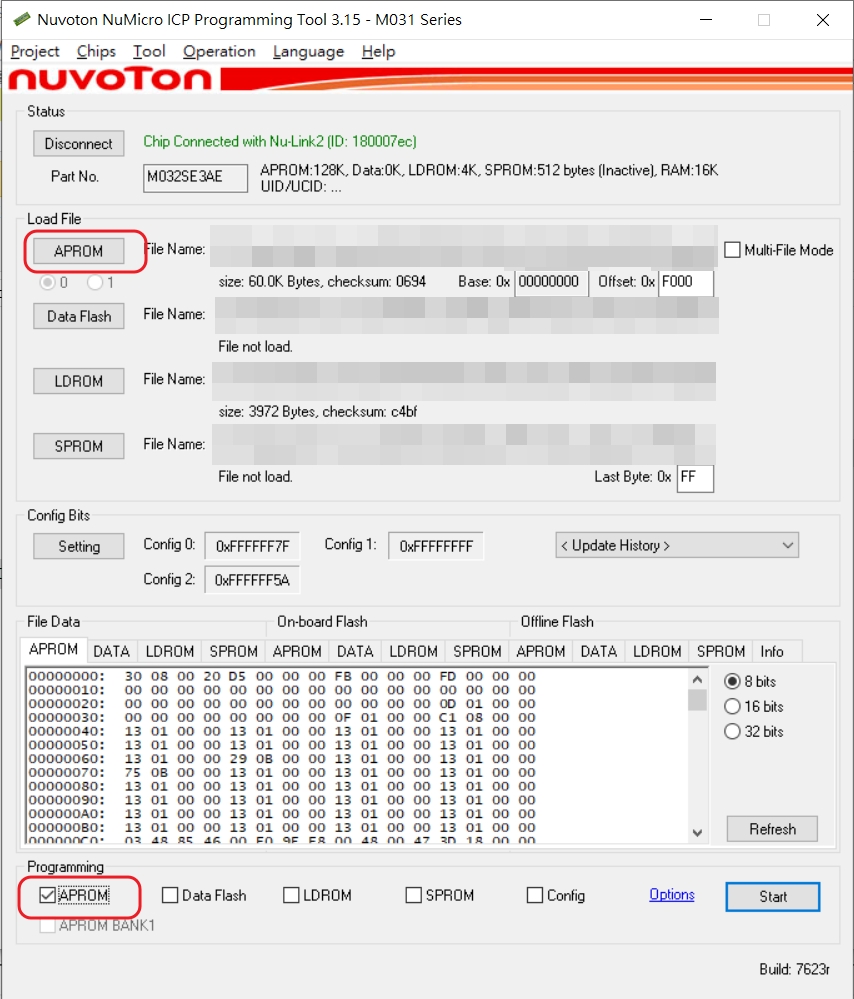 Nuvoton NuMicro ICP Programming Tool 3.15 - M031 Series
Project Chips Tool Operation Language Help
nuvoTon
Status
Disconnect Chip Connected with Nu-Link2 (ID: 180007ec)
Part No. M032SE3AE APROM:128K, Data:0K, LDROM:4K, SPROM:512 bytes (Inactive), RAM:16K
UID/UCID: ...
Load File
APROM File Name: Multi-File Mode
0 1 size: 60.0K Bytes, checksum: 0694 Base: 0x 00000000 Offset: 0x F000
Data Flash File Name:
File not load.
LDROM File Name:
size: 3972 Bytes, checksum: c4bf
SPROM File Name:
File not load. Last Byte: 0x FF
Config Bits
Setting Config 0: 0xFFFFFF7F Config 1: 0xFFFFFFFF < Update History >
Config 2: 0xFFFFFF5A
File Data On-board Flash Offline Flash
APROM DATA LDROM SPROM APROM DATA LDROM SPROM APROM DATA LDROM SPROM Info
00000000: 30 08 00 20 D5 00 00 00 FB 00 00 00 FD 00 00 00
00000010: 00 00 00 00 00 00 00 00 00 00 00 00 00 00 00 00
00000020: 00 00 00 00 00 00 00 00 00 00 00 00 0D 01 00 00
00000030: 00 00 00 00 00 00 00 00 0F 01 00 00 C1 08 00 00
00000040: 13 01 00 00 13 01 00 00 13 01 00 00 13 01 00 00
00000050: 13 01 00 00 13 01 00 00 13 01 00 00 13 01 00 00
00000060: 13 01 00 00 29 0B 00 00 13 01 00 00 13 01 00 00
00000070: 75 0B 00 00 13 01 00 00 13 01 00 00 13 01 00 00
00000080: 13 01 00 00 13 01 00 00 13 01 00 00 13 01 00 00
00000090: 13 01 00 00 13 01 00 00 13 01 00 00 13 01 00 00
000000A0: 13 01 00 00 13 01 00 00 13 01 00 00 13 01 00 00
000000B0: 13 01 00 00 13 01 00 00 13 01 00 00 13 01 00 00
000000C0: 03 48 85 46 00 F0 9F F8 00 48 00 47 3D 18 00 00
8 bits
16 bits
32 bits
Refresh
Programming
APROM Data Flash LDROM SPROM Config Options Start
APROM BANK1
Build: 7623r